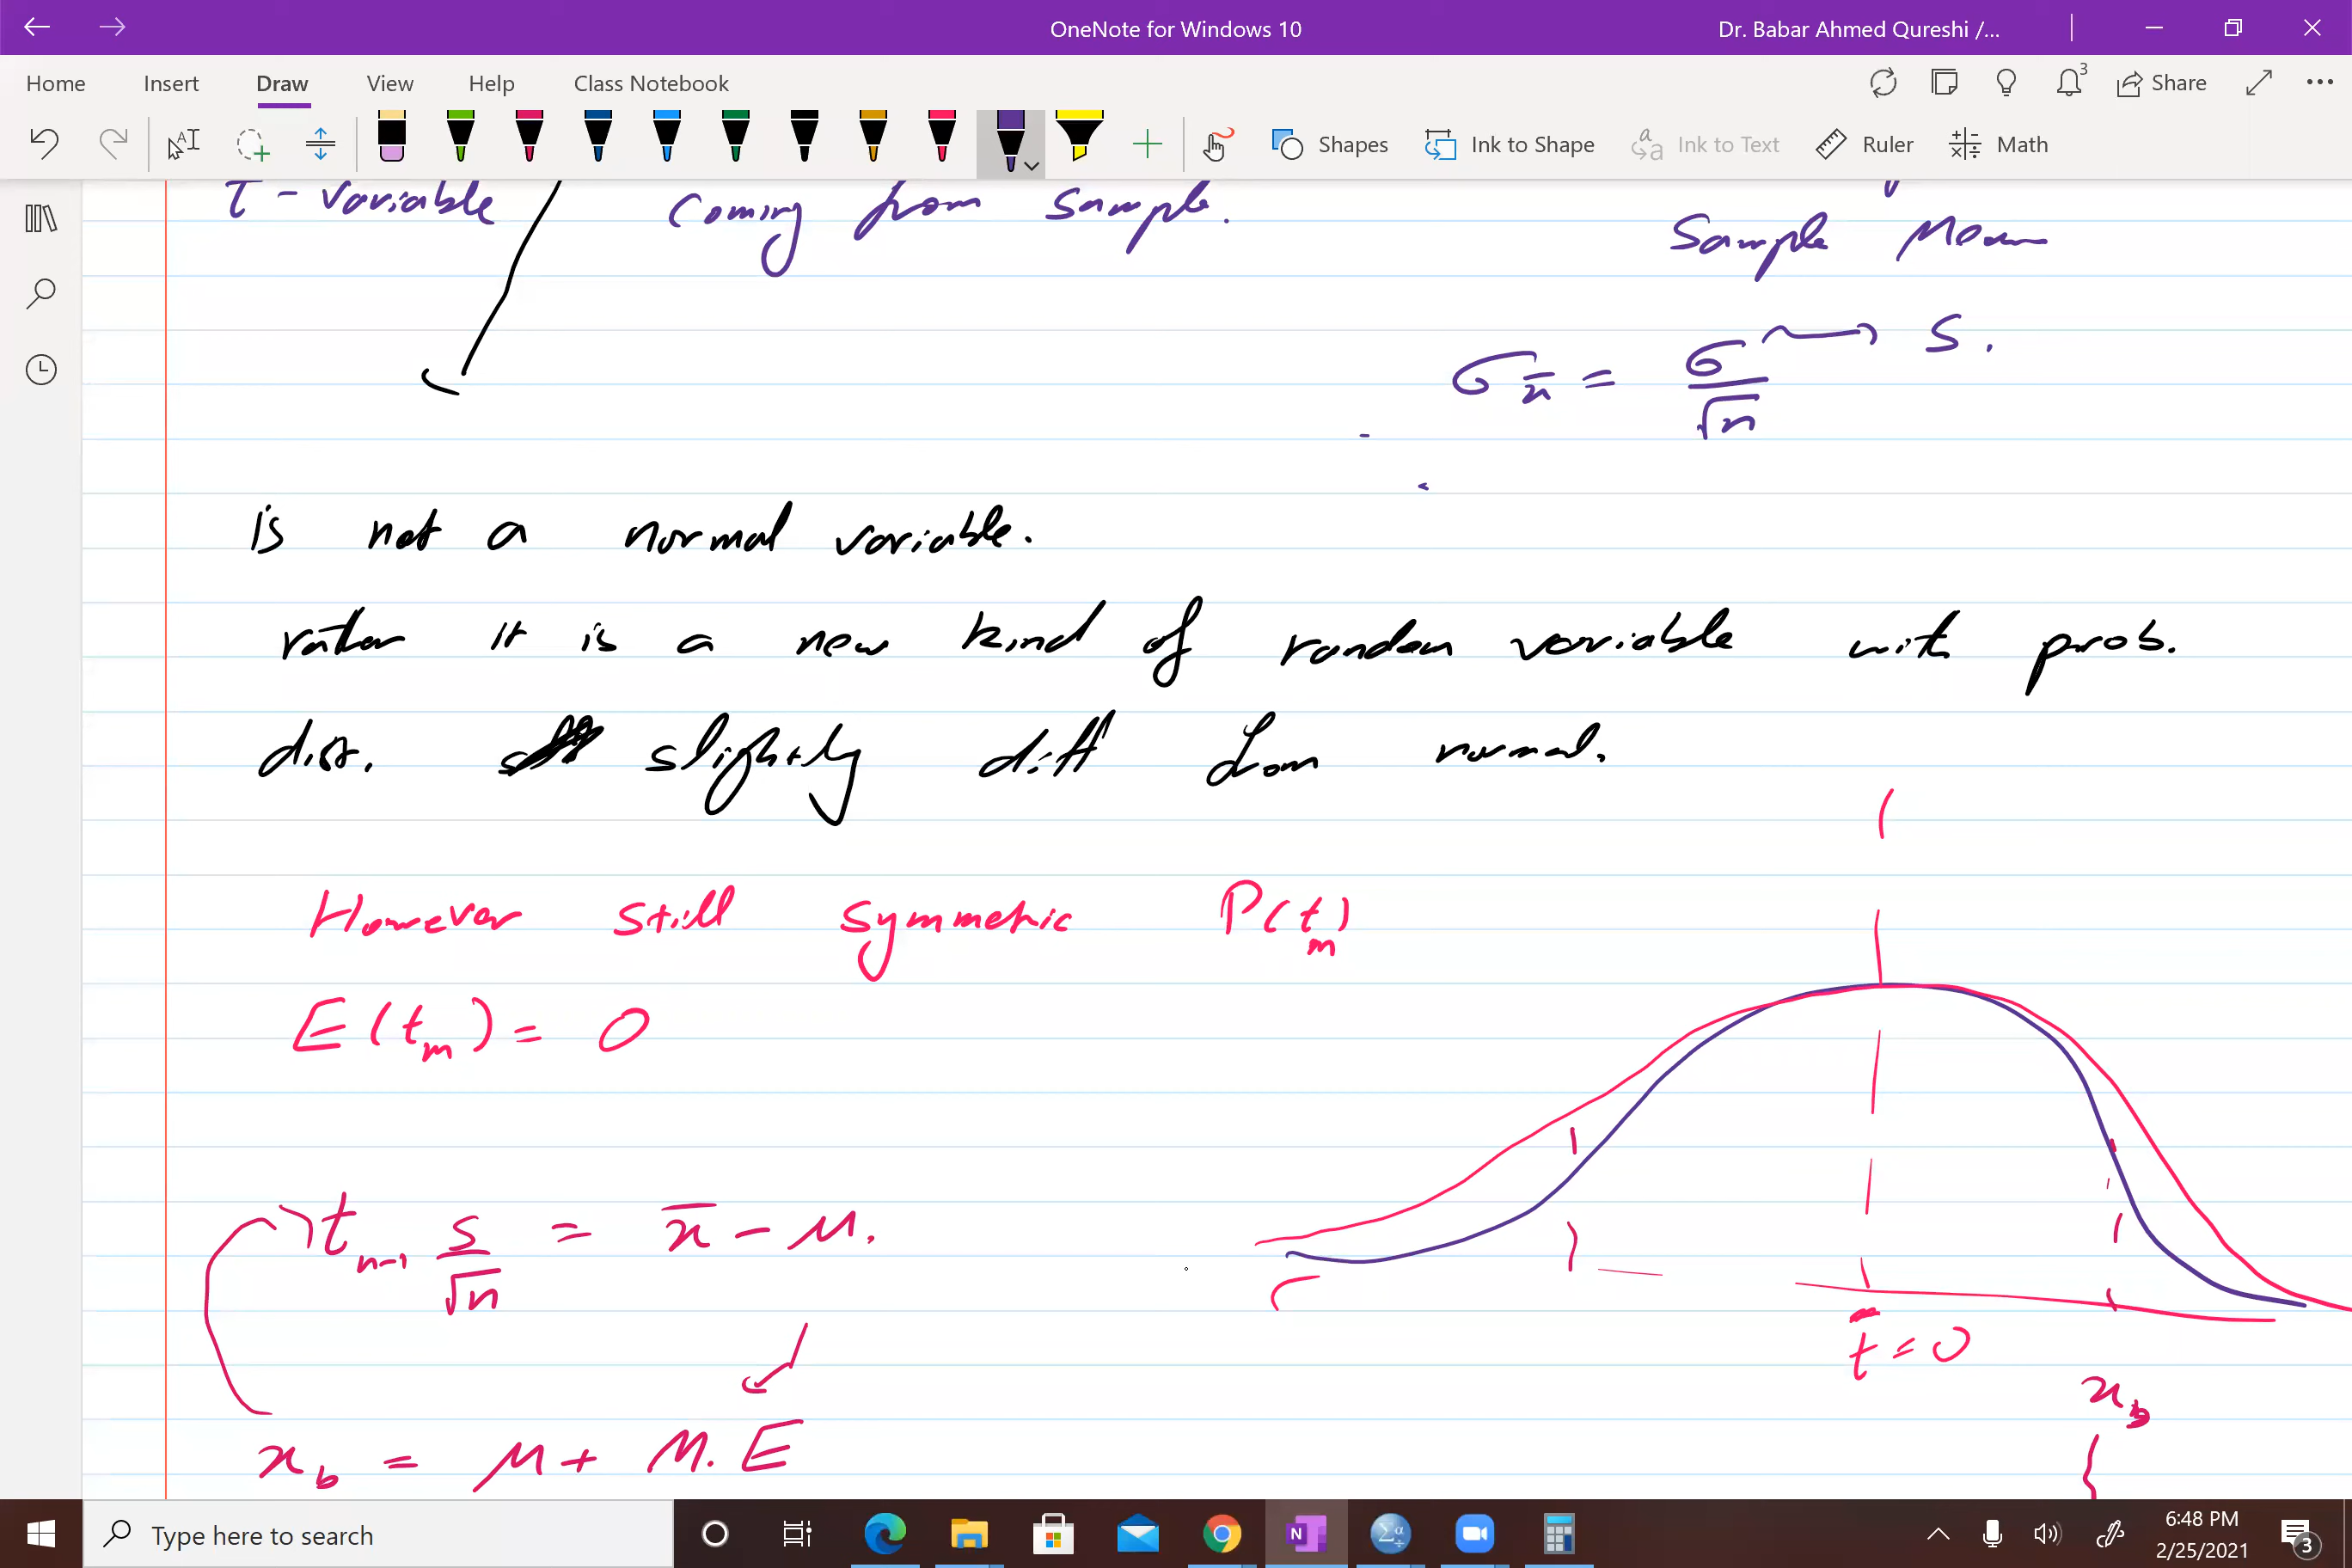 OneNote for Windows 10
Dr. Babar Ahmed Qureshi /...
Home Insert Draw View Help Class Notebook
3
Share
Shapes
Ink to Shape
Ink to Text
Ruler
Math
T - variable coming from sample.
Sample Mean
σx̄ = σ/√n → s.
is not a normal variable.
rather it is a new kind of random variable with prob.
dist. slightly diff from normal.
However still symmetric P(tm)
E(tm) = 0
tn-1 s/√n = x̄ - μ.
t̄ = 0
xb
xb = μ + M.E
Type here to search
6:48 PM
2/25/2021
3